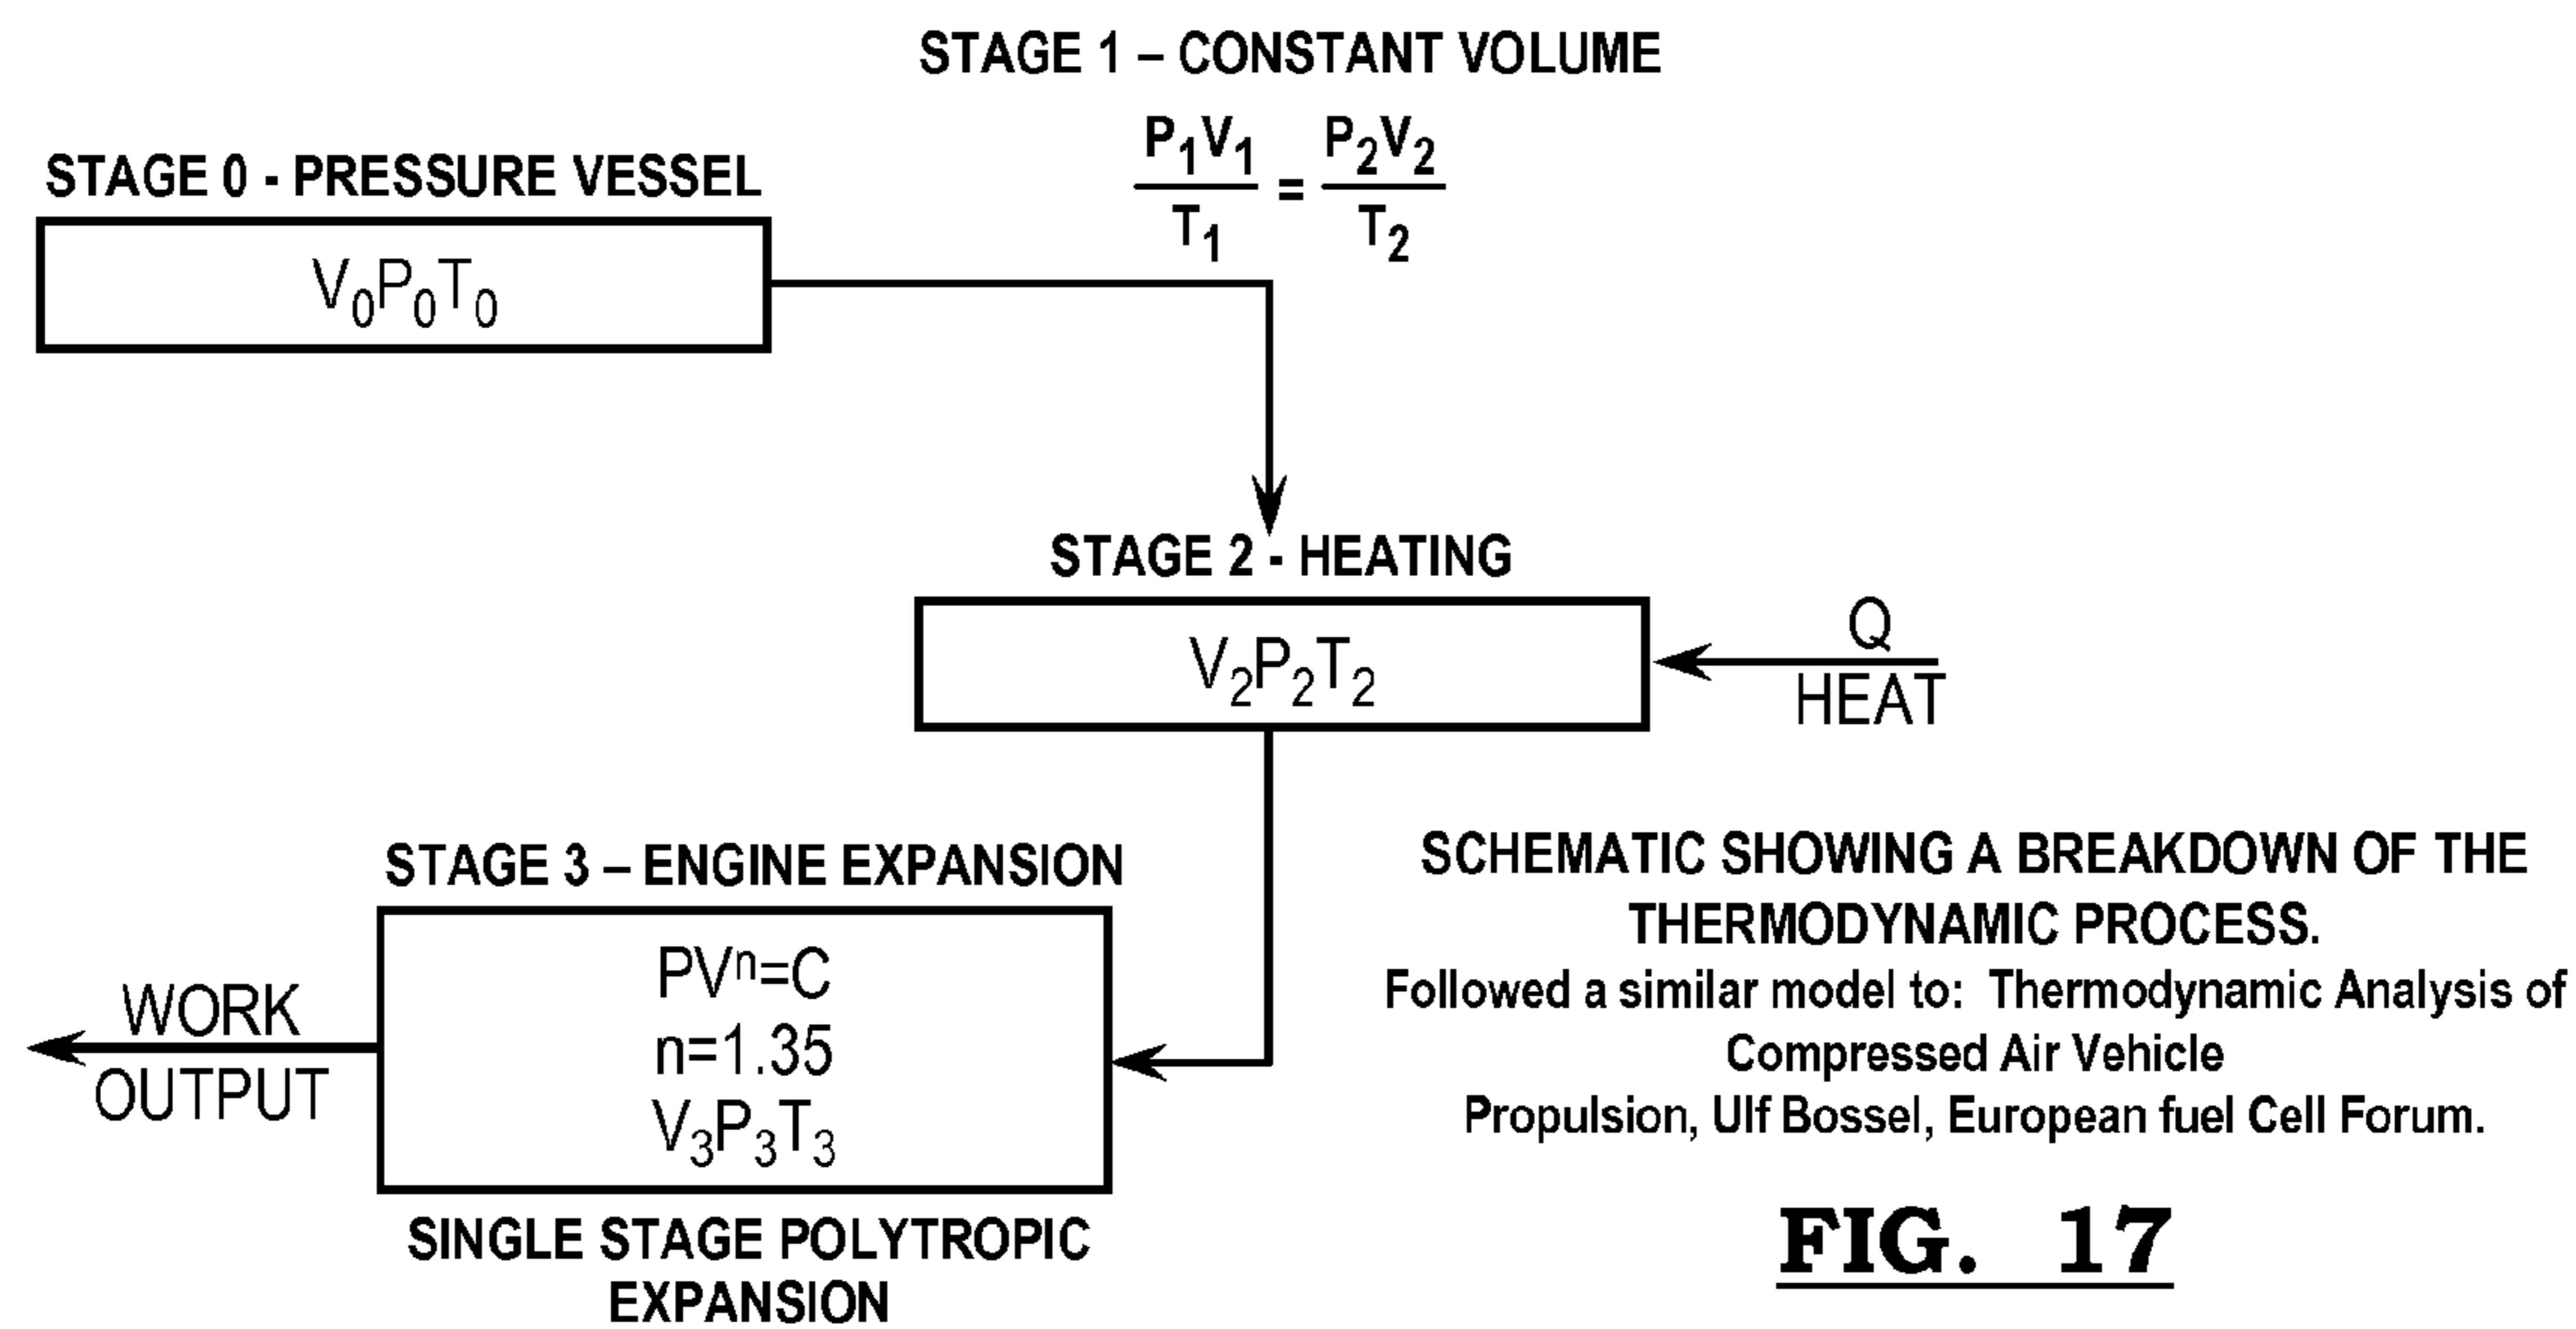 STAGE 1 – CONSTANT VOLUME
P₁V₁/T₁ = P₂V₂/T₂
STAGE 0 - PRESSURE VESSEL
V₀P₀T₀
STAGE 2 - HEATING
V₂P₂T₂
Q
HEAT
STAGE 3 – ENGINE EXPANSION
PVⁿ=C
n=1.35
V₃P₃T₃
WORK
OUTPUT
SINGLE STAGE POLYTROPIC
EXPANSION
SCHEMATIC SHOWING A BREAKDOWN OF THE
THERMODYNAMIC PROCESS.
Followed a similar model to: Thermodynamic Analysis of
Compressed Air Vehicle
Propulsion, Ulf Bossel, European fuel Cell Forum.
FIG. 17